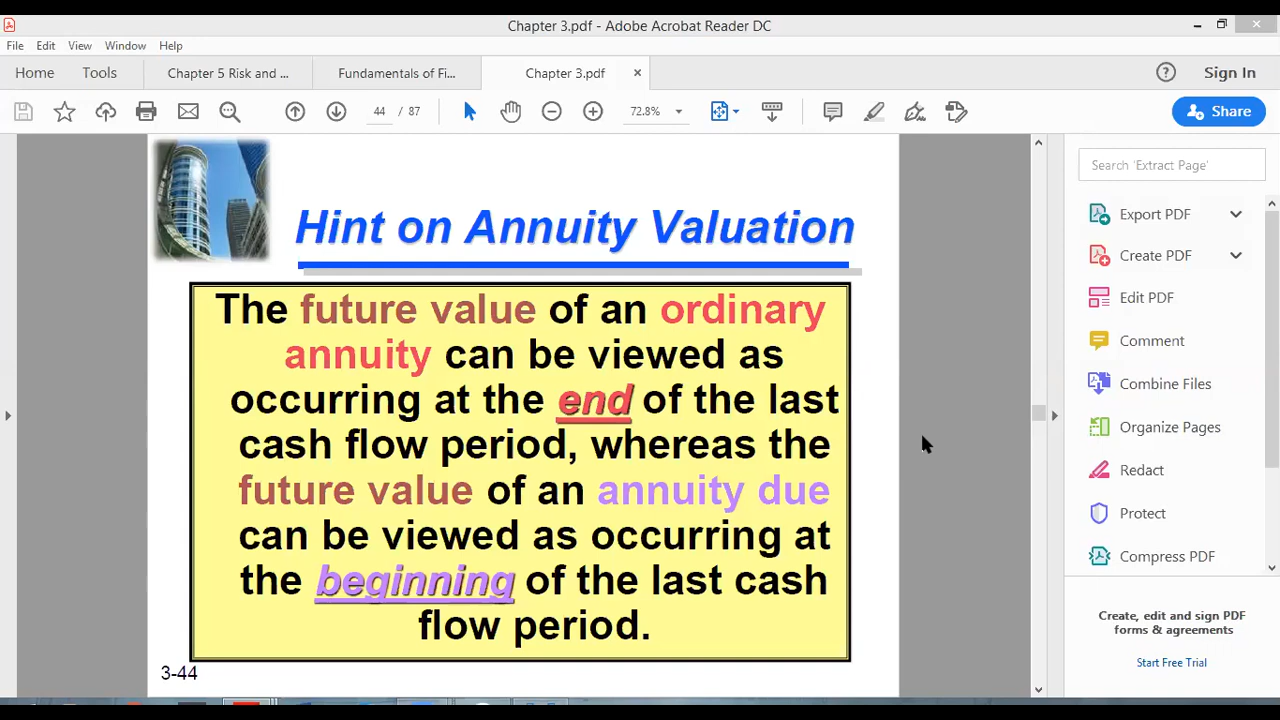 Chapter 3.pdf - Adobe Acrobat Reader DC
File Edit View Window Help
Home Tools Chapter 5 Risk and ... Fundamentals of Fi... Chapter 3.pdf × ? Sign In
44 / 87 72.8% Share
Search 'Extract Page'
Hint on Annuity Valuation
The future value of an ordinary
annuity can be viewed as
occurring at the end of the last
cash flow period, whereas the
future value of an annuity due
can be viewed as occurring at
the beginning of the last cash
flow period.
3-44
Export PDF
Create PDF
Edit PDF
Comment
Combine Files
Organize Pages
Redact
Protect
Compress PDF
Create, edit and sign PDF
forms & agreements
Start Free Trial